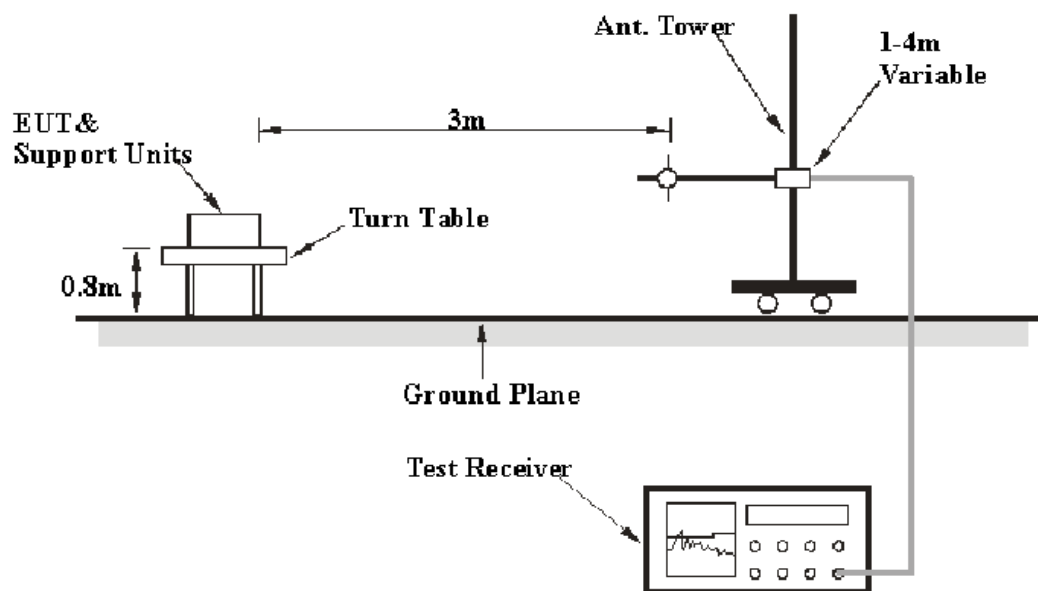 Ant. Tower
1-4m
Variable
3m
EUT&
Support Units
Turn Table
0.8m
Ground Plane
Test Receiver